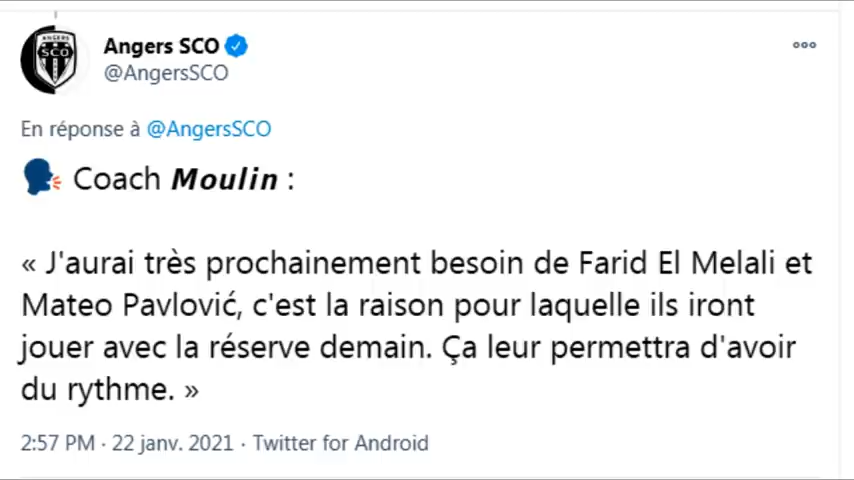 Angers SCO
@AngersSCO
En réponse à @AngersSCO
Coach Moulin :
« J'aurai très prochainement besoin de Farid El Melali et
Mateo Pavlović, c'est la raison pour laquelle ils iront
jouer avec la réserve demain. Ça leur permettra d'avoir
du rythme. »
2:57 PM · 22 janv. 2021 · Twitter for Android